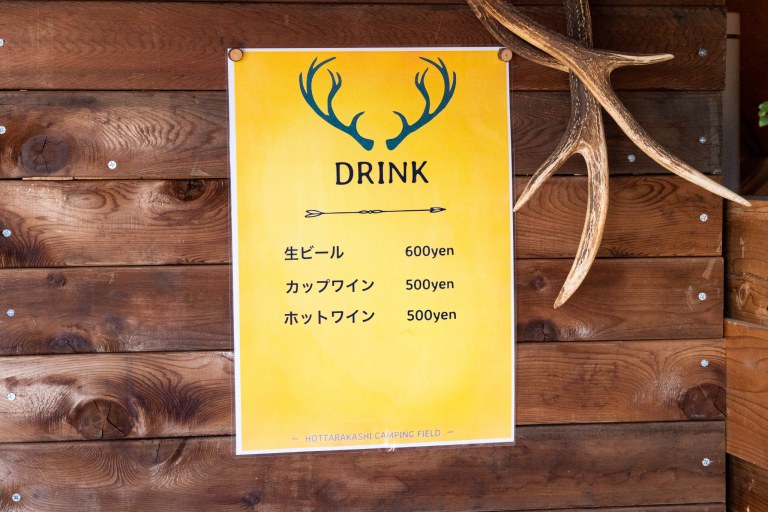 DRINK
生ビール 600yen
カップワイン 500yen
ホットワイン 500yen
— HOTTARAKASHI CAMPING FIELD —